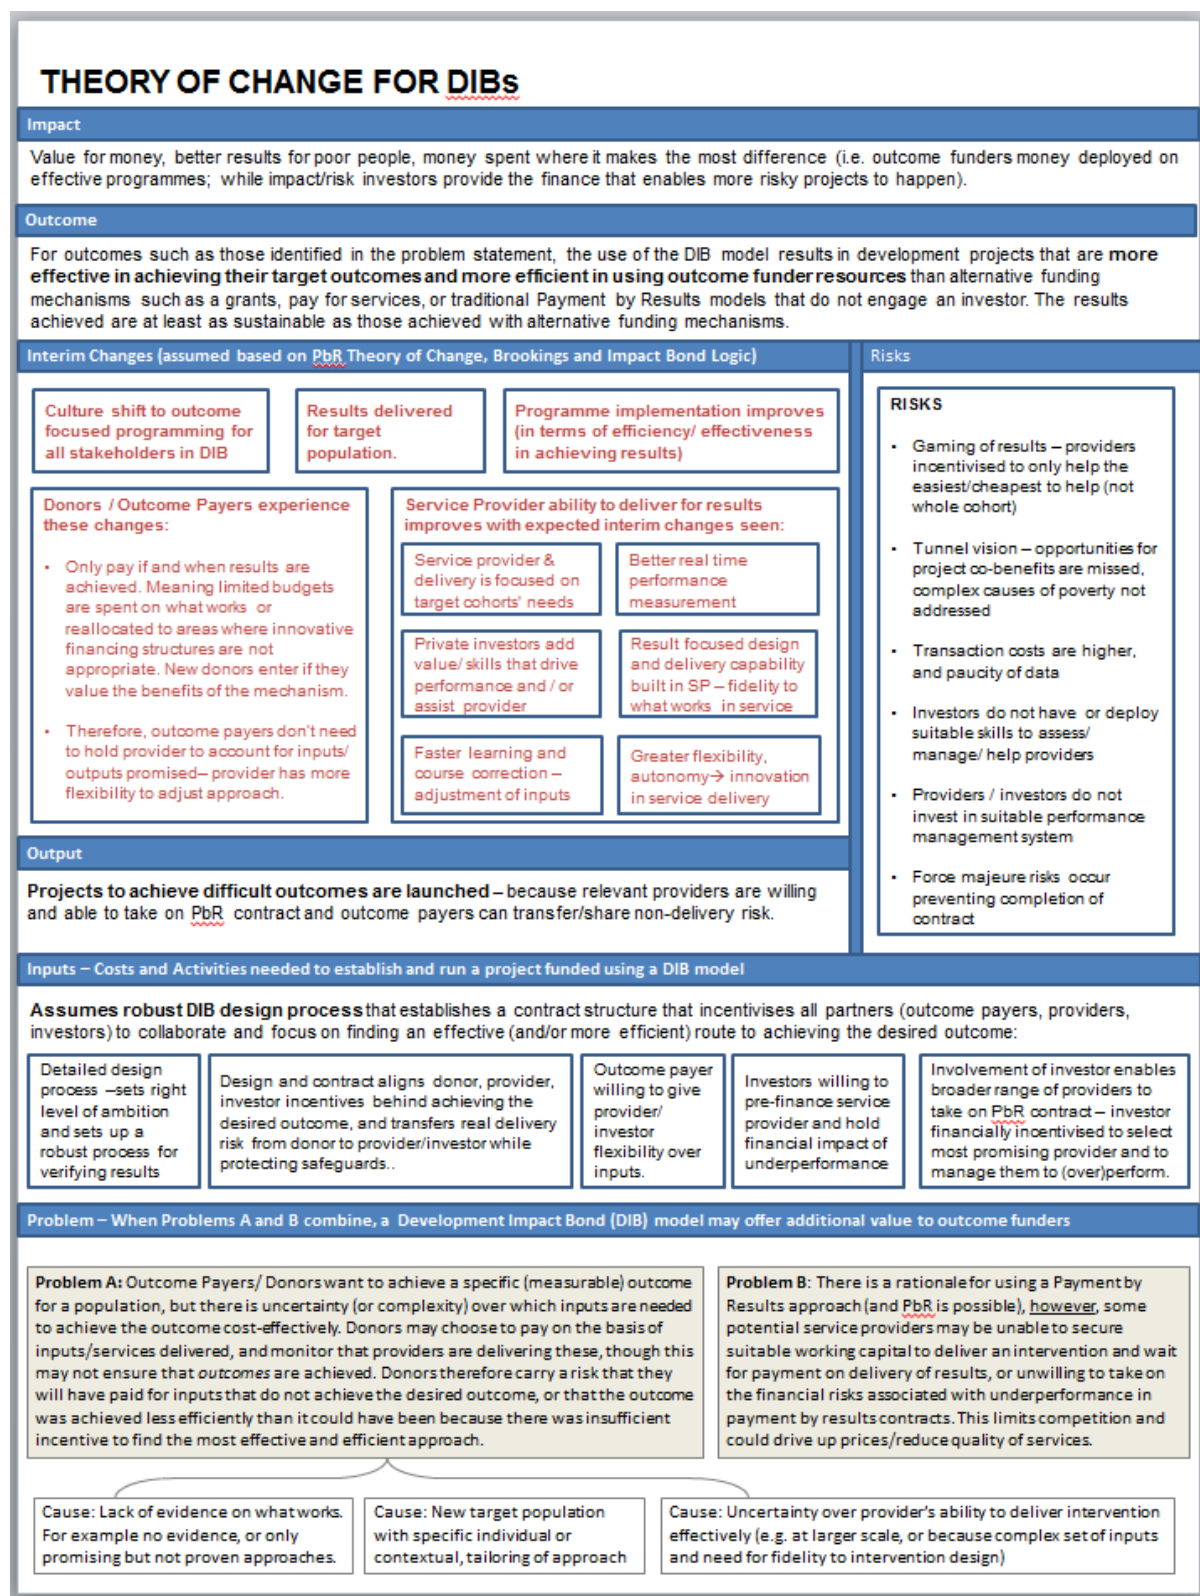 THEORY OF CHANGE FOR DIBs
Impact
Value for money, better results for poor people, money spent where it makes the most difference (i.e. outcome funders money deployed on
effective programmes; while impact/risk investors provide the finance that enables more risky projects to happen).
Outcome
For outcomes such as those identified in the problem statement, the use of the DIB model results in development projects that are more
effective in achieving their target outcomes and more efficient in using outcome funder resources than alternative funding
mechanisms such as a grants, pay for services, or traditional Payment by Results models that do not engage an investor. The results
achieved are at least as sustainable as those achieved with alternative funding mechanisms.
Interim Changes (assumed based on PbR Theory of Change, Brookings and Impact Bond Logic)
Culture shift to outcome
focused programming for
all stakeholders in DIB
Results delivered
for target
population.
Programme implementation improves
(in terms of efficiency/ effectiveness
in achieving results)
Donors / Outcome Payers experience
these changes:
• Only pay if and when results are
achieved. Meaning limited budgets
are spent on what works or
reallocated to areas where innovative
financing structures are not
appropriate. New donors enter if they
value the benefits of the mechanism.
• Therefore, outcome payers don't need
to hold provider to account for inputs/
outputs promised– provider has more
flexibility to adjust approach.
Service Provider ability to deliver for results
improves with expected interim changes seen:
Service provider &
delivery is focused on
target cohorts' needs
Better real time
performance
measurement
Private investors add
value/ skills that drive
performance and / or
assist provider
Result focused design
and delivery capability
built in SP – fidelity to
what works in service
Faster learning and
course correction –
adjustment of inputs
Greater flexibility,
autonomy→ innovation
in service delivery
Risks
RISKS
• Gaming of results – providers
incentivised to only help the
easiest/cheapest to help (not
whole cohort)
• Tunnel vision – opportunities for
project co-benefits are missed,
complex causes of poverty not
addressed
• Transaction costs are higher,
and paucity of data
• Investors do not have or deploy
suitable skills to assess/
manage/ help providers
• Providers / investors do not
invest in suitable performance
management system
• Force majeure risks occur
preventing completion of
contract
Output
Projects to achieve difficult outcomes are launched – because relevant providers are willing
and able to take on PbR contract and outcome payers can transfer/share non-delivery risk.
Inputs – Costs and Activities needed to establish and run a project funded using a DIB model
Assumes robust DIB design process that establishes a contract structure that incentivises all partners (outcome payers, providers,
investors) to collaborate and focus on finding an effective (and/or more efficient) route to achieving the desired outcome:
Detailed design
process –sets right
level of ambition
and sets up a
robust process for
verifying results
Design and contract aligns donor, provider,
investor incentives behind achieving the
desired outcome, and transfers real delivery
risk from donor to provider/investor while
protecting safeguards..
Outcome payer
willing to give
provider/
investor
flexibility over
inputs.
Investors willing to
pre-finance service
provider and hold
financial impact of
underperformance
Involvement of investor enables
broader range of providers to
take on PbR contract – investor
financially incentivised to select
most promising provider and to
manage them to (over)perform.
Problem – When Problems A and B combine, a Development Impact Bond (DIB) model may offer additional value to outcome funders
Problem A: Outcome Payers/ Donors want to achieve a specific (measurable) outcome
for a population, but there is uncertainty (or complexity) over which inputs are needed
to achieve the outcome cost-effectively. Donors may choose to pay on the basis of
inputs/services delivered, and monitor that providers are delivering these, though this
may not ensure that outcomes are achieved. Donors therefore carry a risk that they
will have paid for inputs that do not achieve the desired outcome, or that the outcome
was achieved less efficiently than it could have been because there was insufficient
incentive to find the most effective and efficient approach.
Problem B: There is a rationale for using a Payment by
Results approach (and PbR is possible), however, some
potential service providers may be unable to secure
suitable working capital to deliver an intervention and wait
for payment on delivery of results, or unwilling to take on
the financial risks associated with underperformance in
payment by results contracts. This limits competition and
could drive up prices/reduce quality of services.
Cause: Lack of evidence on what works.
For example no evidence, or only
promising but not proven approaches.
Cause: New target population
with specific individual or
contextual, tailoring of approach
Cause: Uncertainty over provider's ability to deliver intervention
effectively (e.g. at larger scale, or because complex set of inputs
and need for fidelity to intervention design)